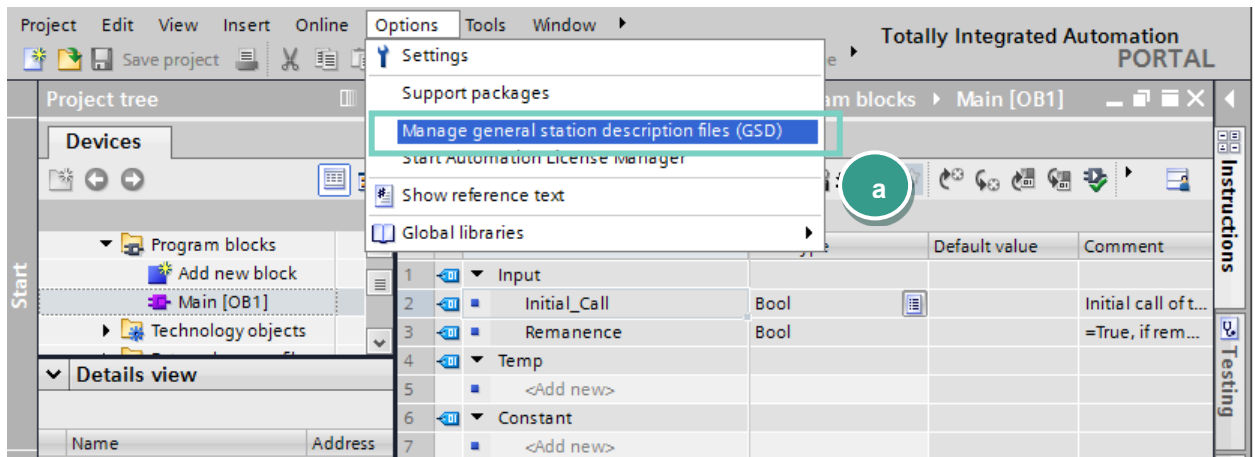 Project Edit View Insert Online Options Tools Window
Totally Integrated Automation
PORTAL
Save project
Settings
Support packages
Manage general station description files (GSD)
Start Automation License Manager
Show reference text
Global libraries
Project tree
am blocks Main [OB1]
Devices
a
Instructions
Testing
Start
Program blocks
Add new block
Main [OB1]
Technology objects
Details view
Name Address
Default value Comment
1 Input
2 Initial_Call Bool Initial call of t...
3 Remanence Bool =True, if rem...
4 Temp
5 <Add new>
6 Constant
7 <Add new>